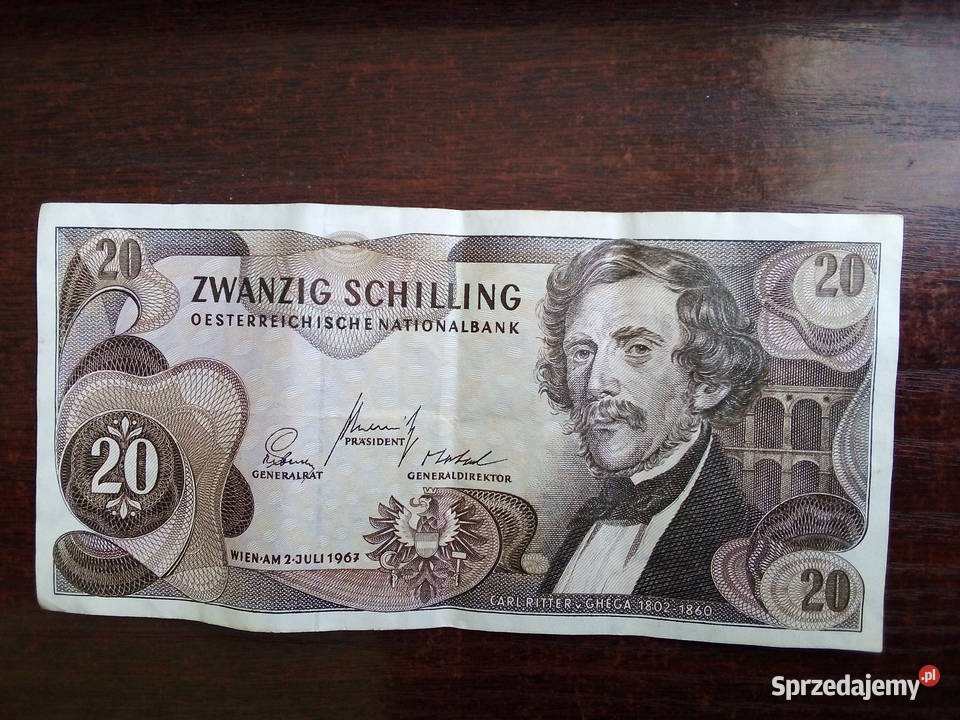 20
20
ZWANZIG SCHILLING
OESTERREICHISCHE NATIONALBANK
PRÄSIDENT
GENERALRAT
GENERALDIREKTOR
20
WIEN·AM 2·JULI 1967
20
CARL·RITTER v. GHEGA·1802-1860
Sprzedajemy.pl